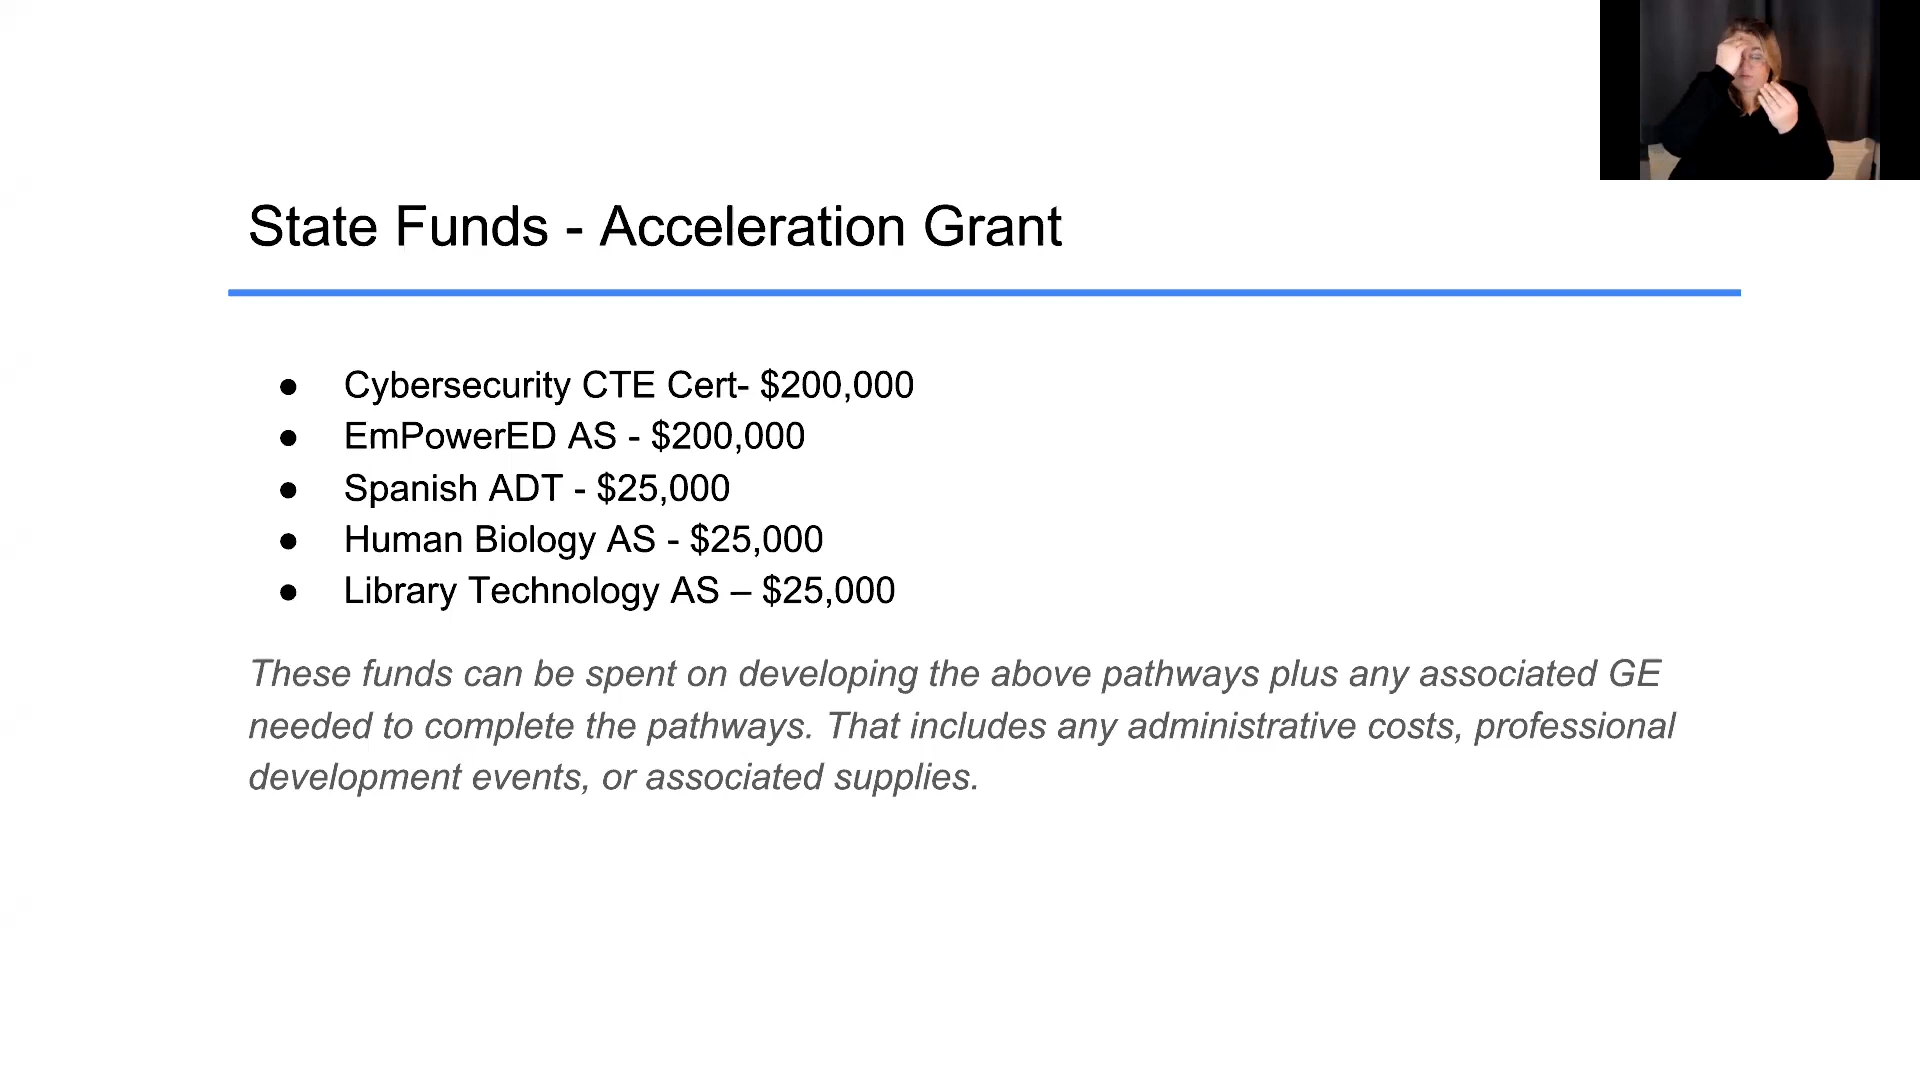 State Funds - Acceleration Grant
● Cybersecurity CTE Cert- $200,000
● EmPowerED AS - $200,000
● Spanish ADT - $25,000
● Human Biology AS - $25,000
● Library Technology AS – $25,000
These funds can be spent on developing the above pathways plus any associated GE
needed to complete the pathways. That includes any administrative costs, professional
development events, or associated supplies.